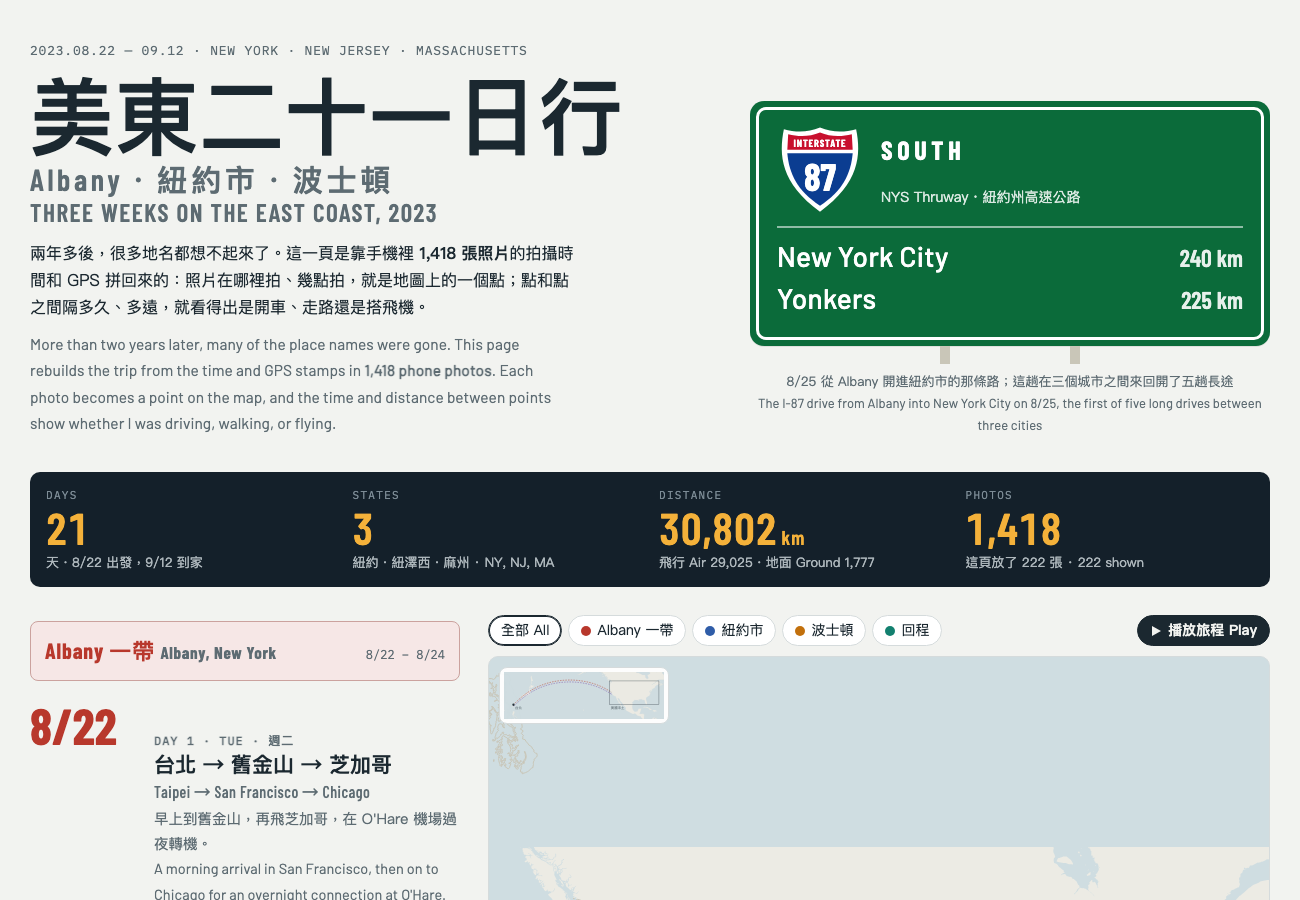 2023.08.22 — 09.12 · NEW YORK · NEW JERSEY · MASSACHUSETTS
美東二十一日行
Albany · 紐約市 · 波士頓
THREE WEEKS ON THE EAST COAST, 2023
兩年多後，很多地名都想不起來了。這一頁是靠手機裡 1,418 張照片的拍攝時
間和 GPS 拼回來的：照片在哪裡拍、幾點拍，就是地圖上的一個點；點和點
之間隔多久、多遠，就看得出是開車、走路還是搭飛機。
More than two years later, many of the place names were gone. This page
rebuilds the trip from the time and GPS stamps in 1,418 phone photos. Each
photo becomes a point on the map, and the time and distance between points
show whether I was driving, walking, or flying.
INTERSTATE
87
SOUTH
NYS Thruway · 紐約州高速公路
New York City 240 km
Yonkers 225 km
8/25 從 Albany 開進紐約市的那條路；這趟在三個城市之間來回開了五趟長途
The I-87 drive from Albany into New York City on 8/25, the first of five long drives between
three cities
DAYS
21
天 · 8/22 出發，9/12 到家
STATES
3
紐約 · 紐澤西 · 麻州 · NY, NJ, MA
DISTANCE
30,802 km
飛行 Air 29,025 · 地面 Ground 1,777
PHOTOS
1,418
這頁放了 222 張 · 222 shown
Albany 一帶 Albany, New York 8/22 – 8/24
8/22
DAY 1 · TUE · 週二
台北 → 舊金山 → 芝加哥
Taipei → San Francisco → Chicago
早上到舊金山，再飛芝加哥，在 O'Hare 機場過
夜轉機。
A morning arrival in San Francisco, then on to
Chicago for an overnight connection at O'Hare.
全部 All
Albany 一帶
紐約市
波士頓
回程
▶ 播放旅程 Play